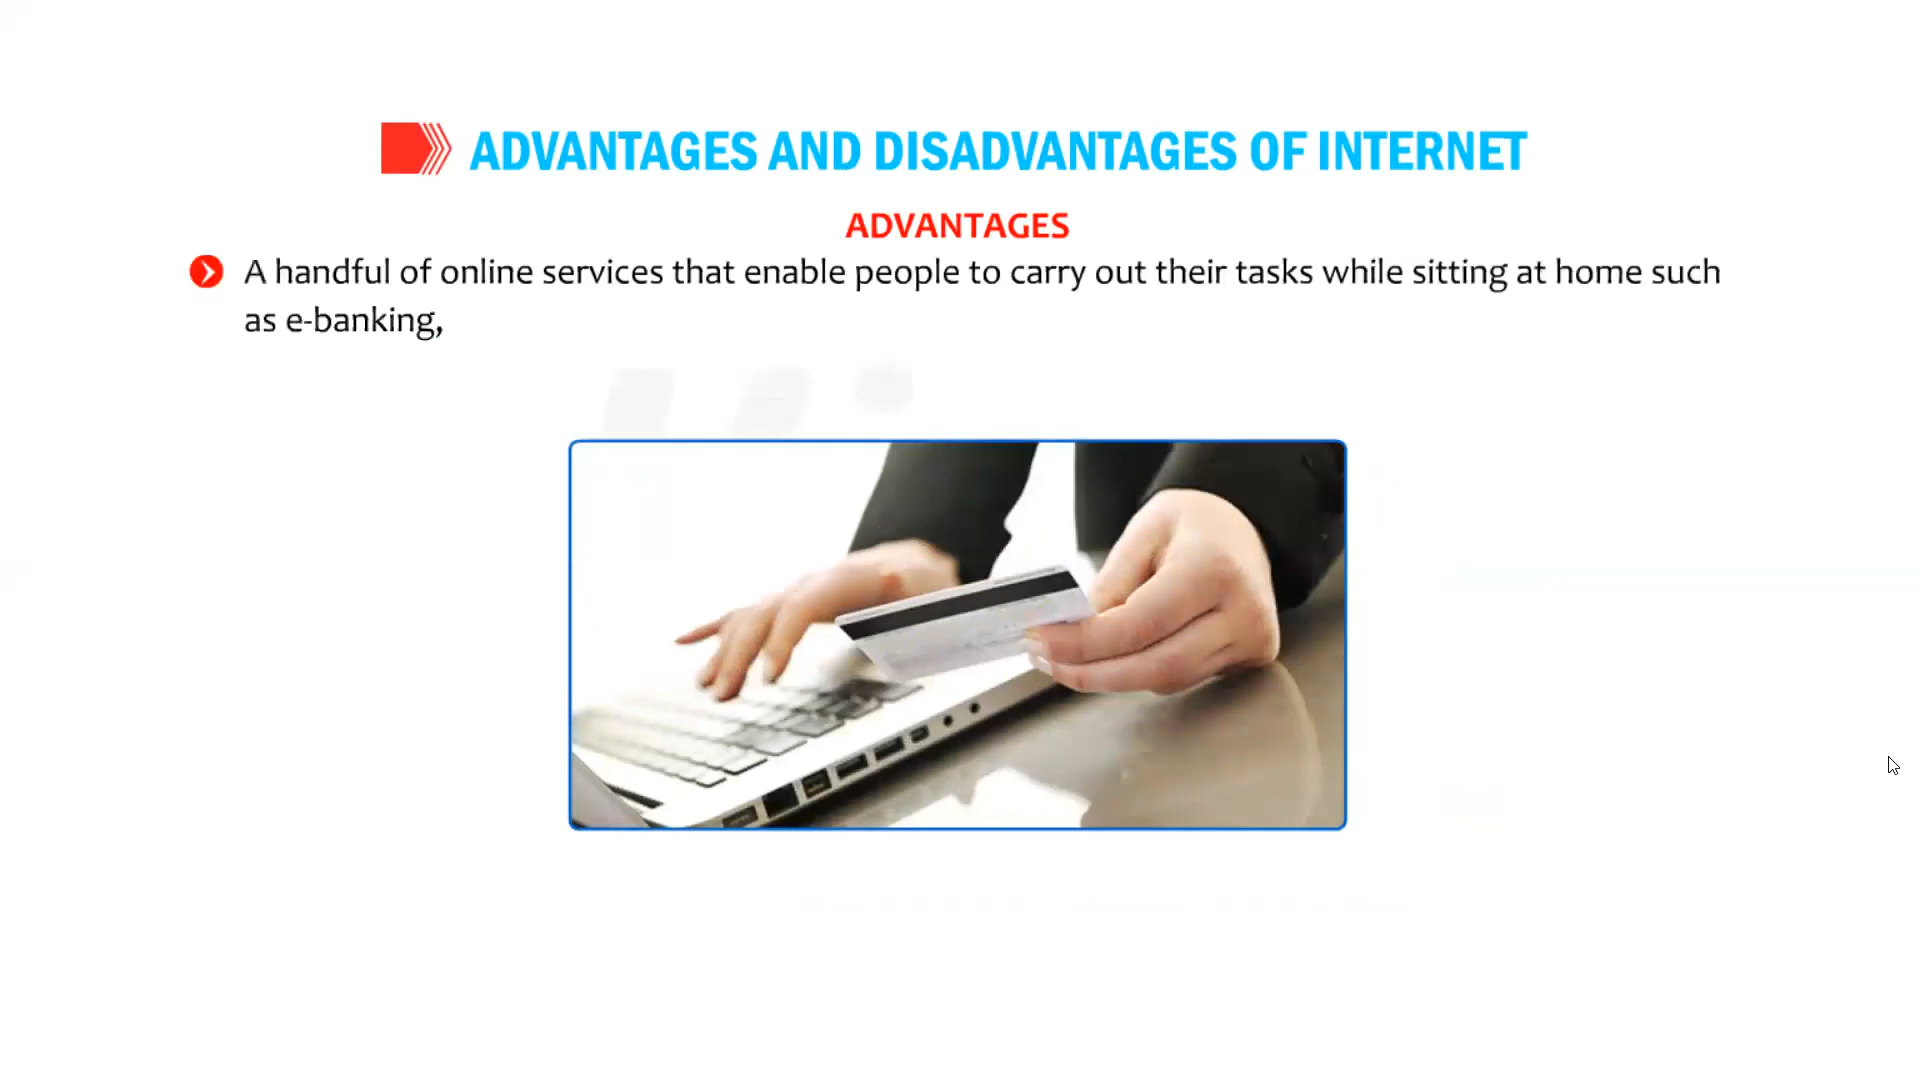 ADVANTAGES AND DISADVANTAGES OF INTERNET
ADVANTAGES
A handful of online services that enable people to carry out their tasks while sitting at home such
as e-banking,